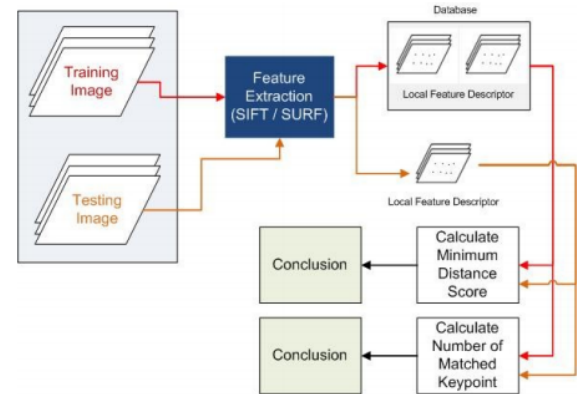 Database
Training
Image
Feature
Extraction
(SIFT / SURF)
Local Feature Descriptor
Testing
Image
Local Feature Descriptor
Conclusion
Calculate
Minimum
Distance
Score
Conclusion
Calculate
Number of
Matched
Keypoint